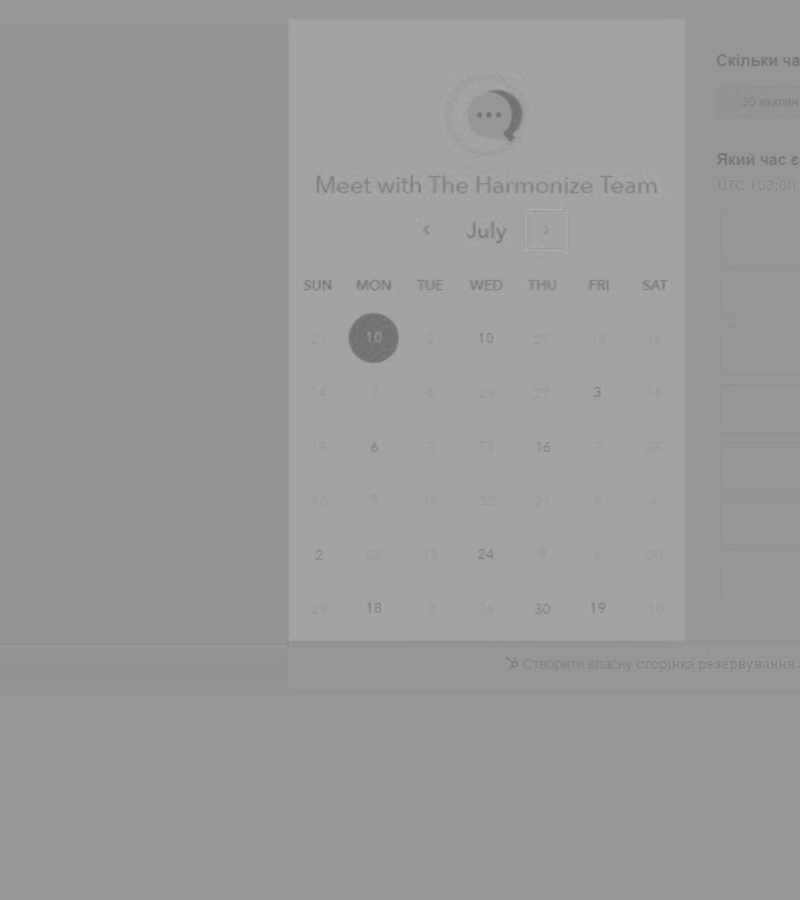 Meet with The Harmonize Team
July
SUN MON TUE WED THU FRI SAT
21 10 2 10 27 19 16
14 7 8 29 27 3 16
19 6 3 13 16 3 25
10 9 16 30 21 6 4
2 28 13 24 9 4 20
29 18 3 26 30 19 10
Скільки ча
30 хвилин
Який час є
UTC +03:00
Створити власну сторінка резервування